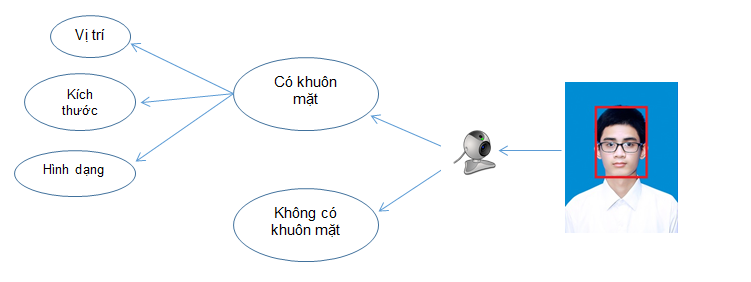 Vị trí
Kích
thước
Hình dạng
Có khuôn
mặt
Không có
khuôn mặt